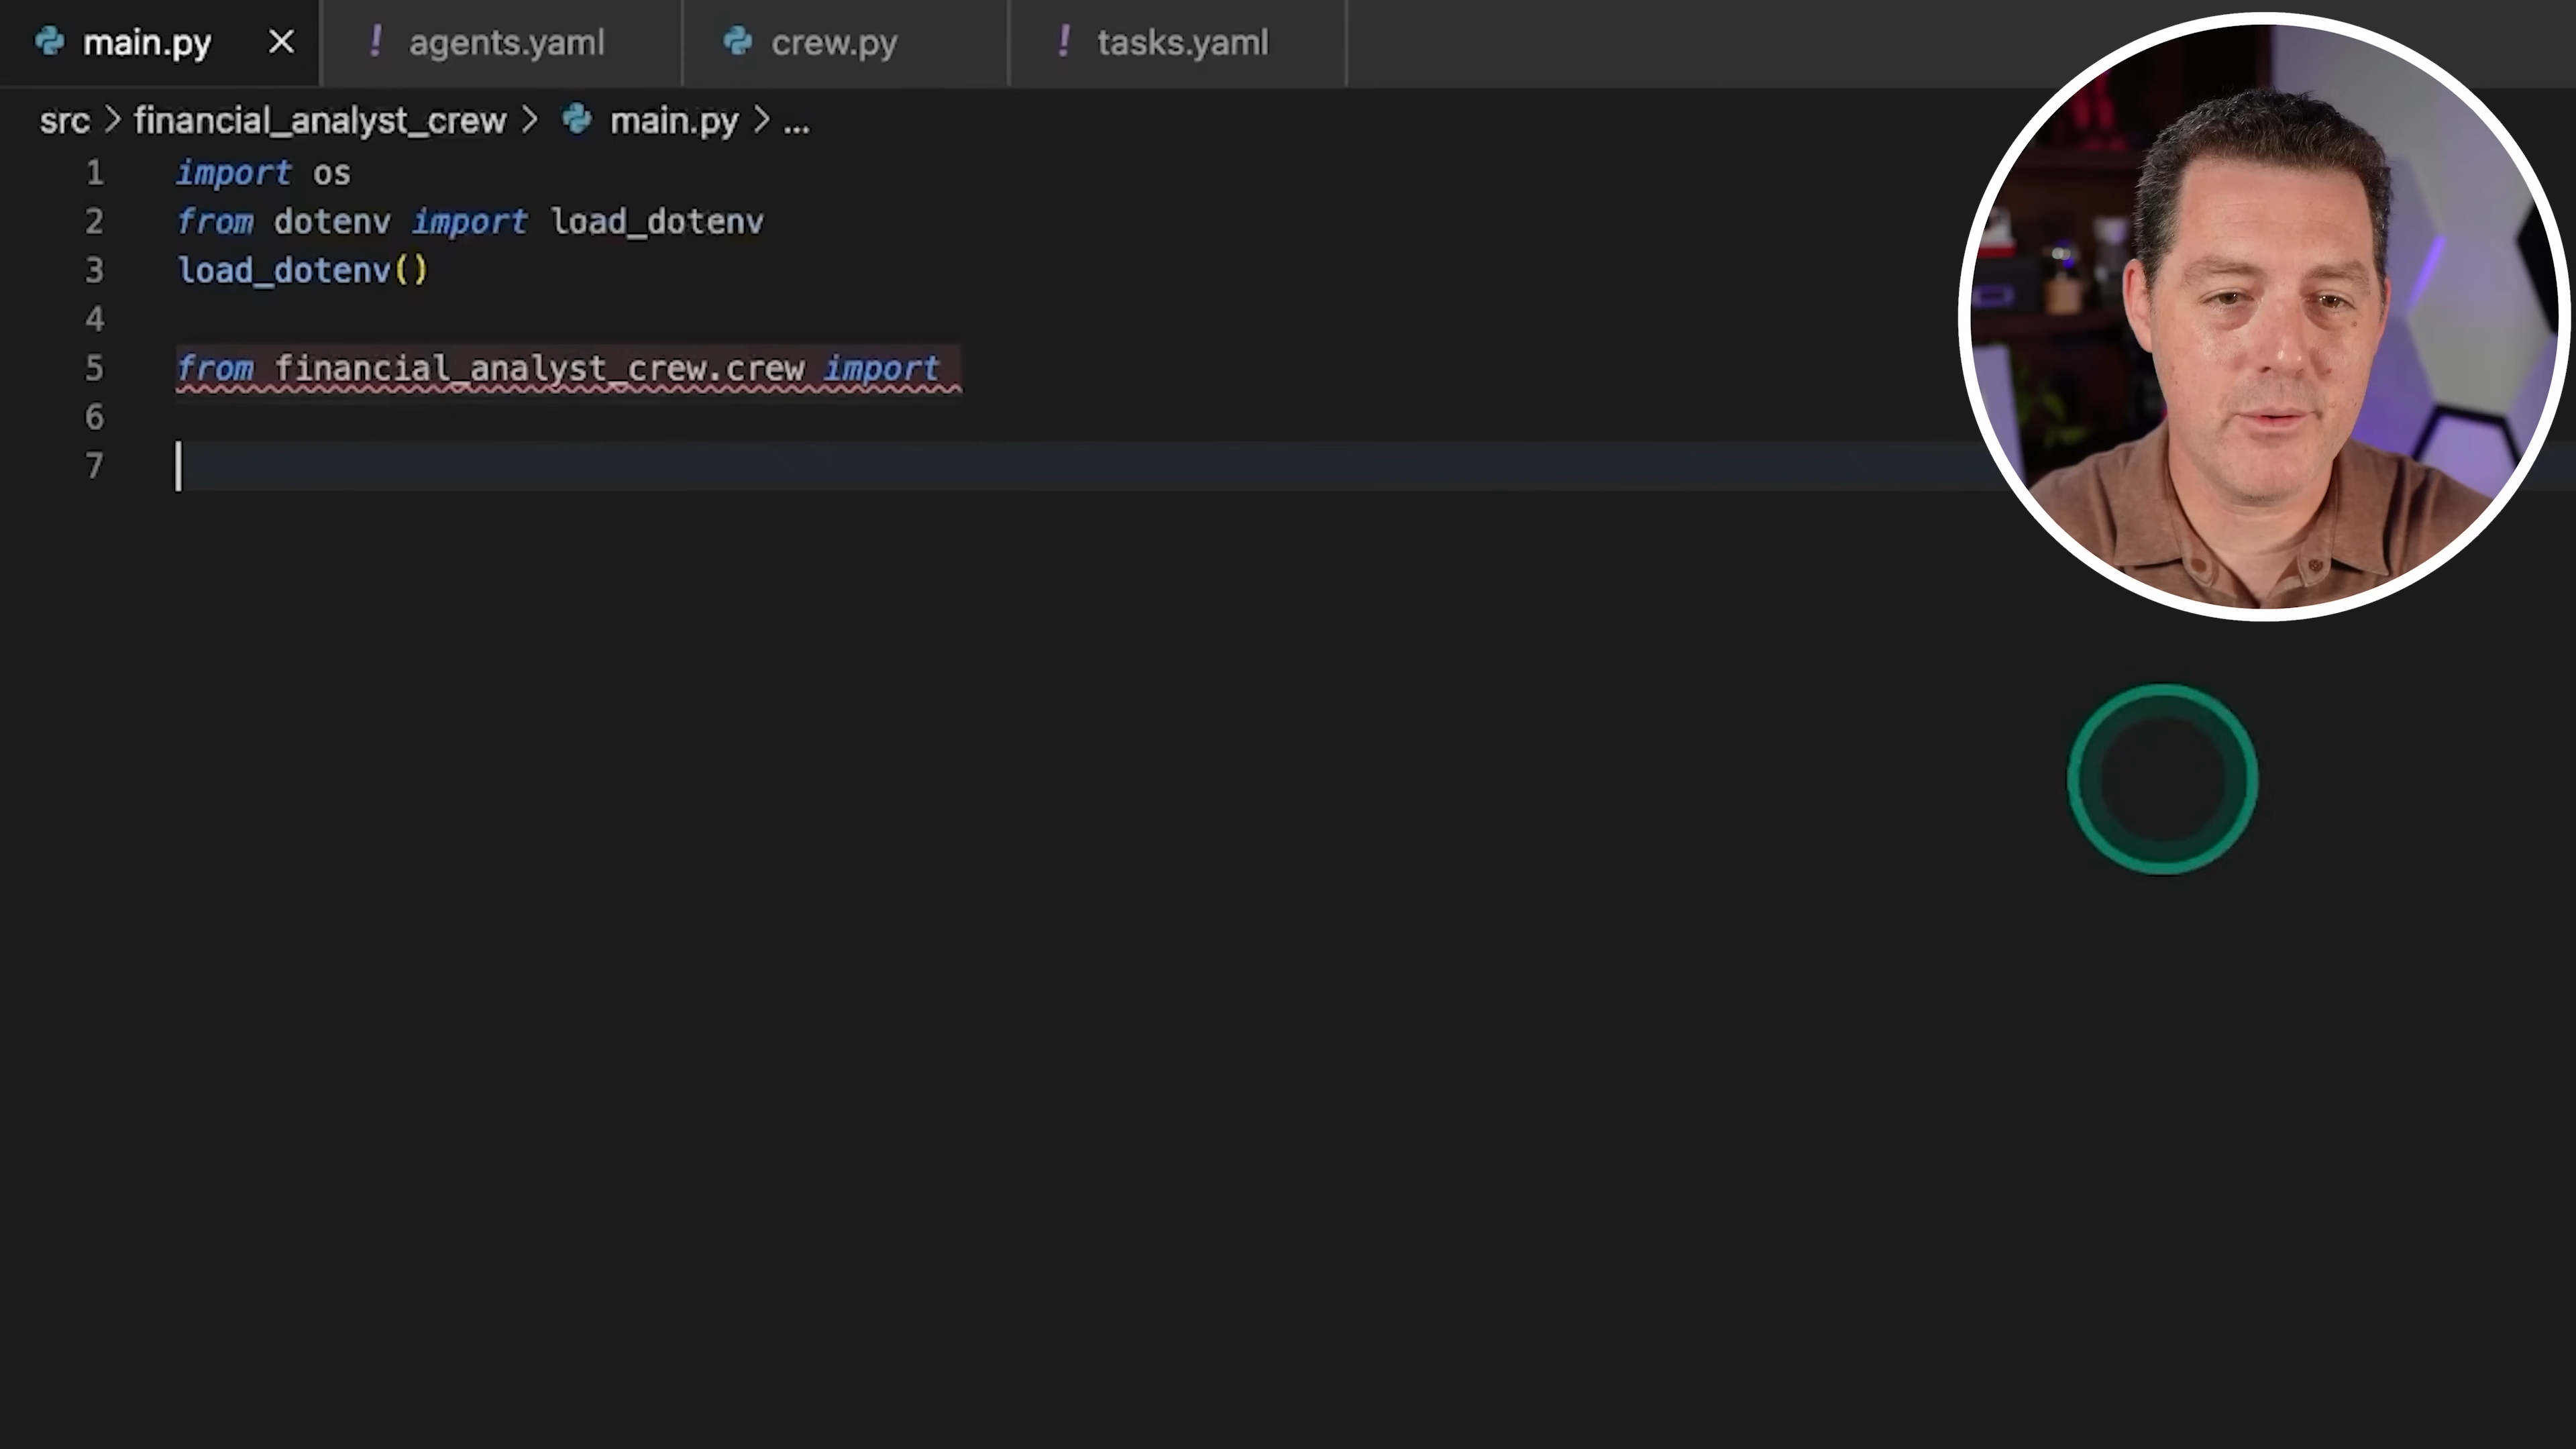 main.py agents.yaml crew.py tasks.yaml
src > financial_analyst_crew > main.py > ...
1 import os
2 from dotenv import load_dotenv
3 load_dotenv()
4
5 from financial_analyst_crew.crew import
6
7